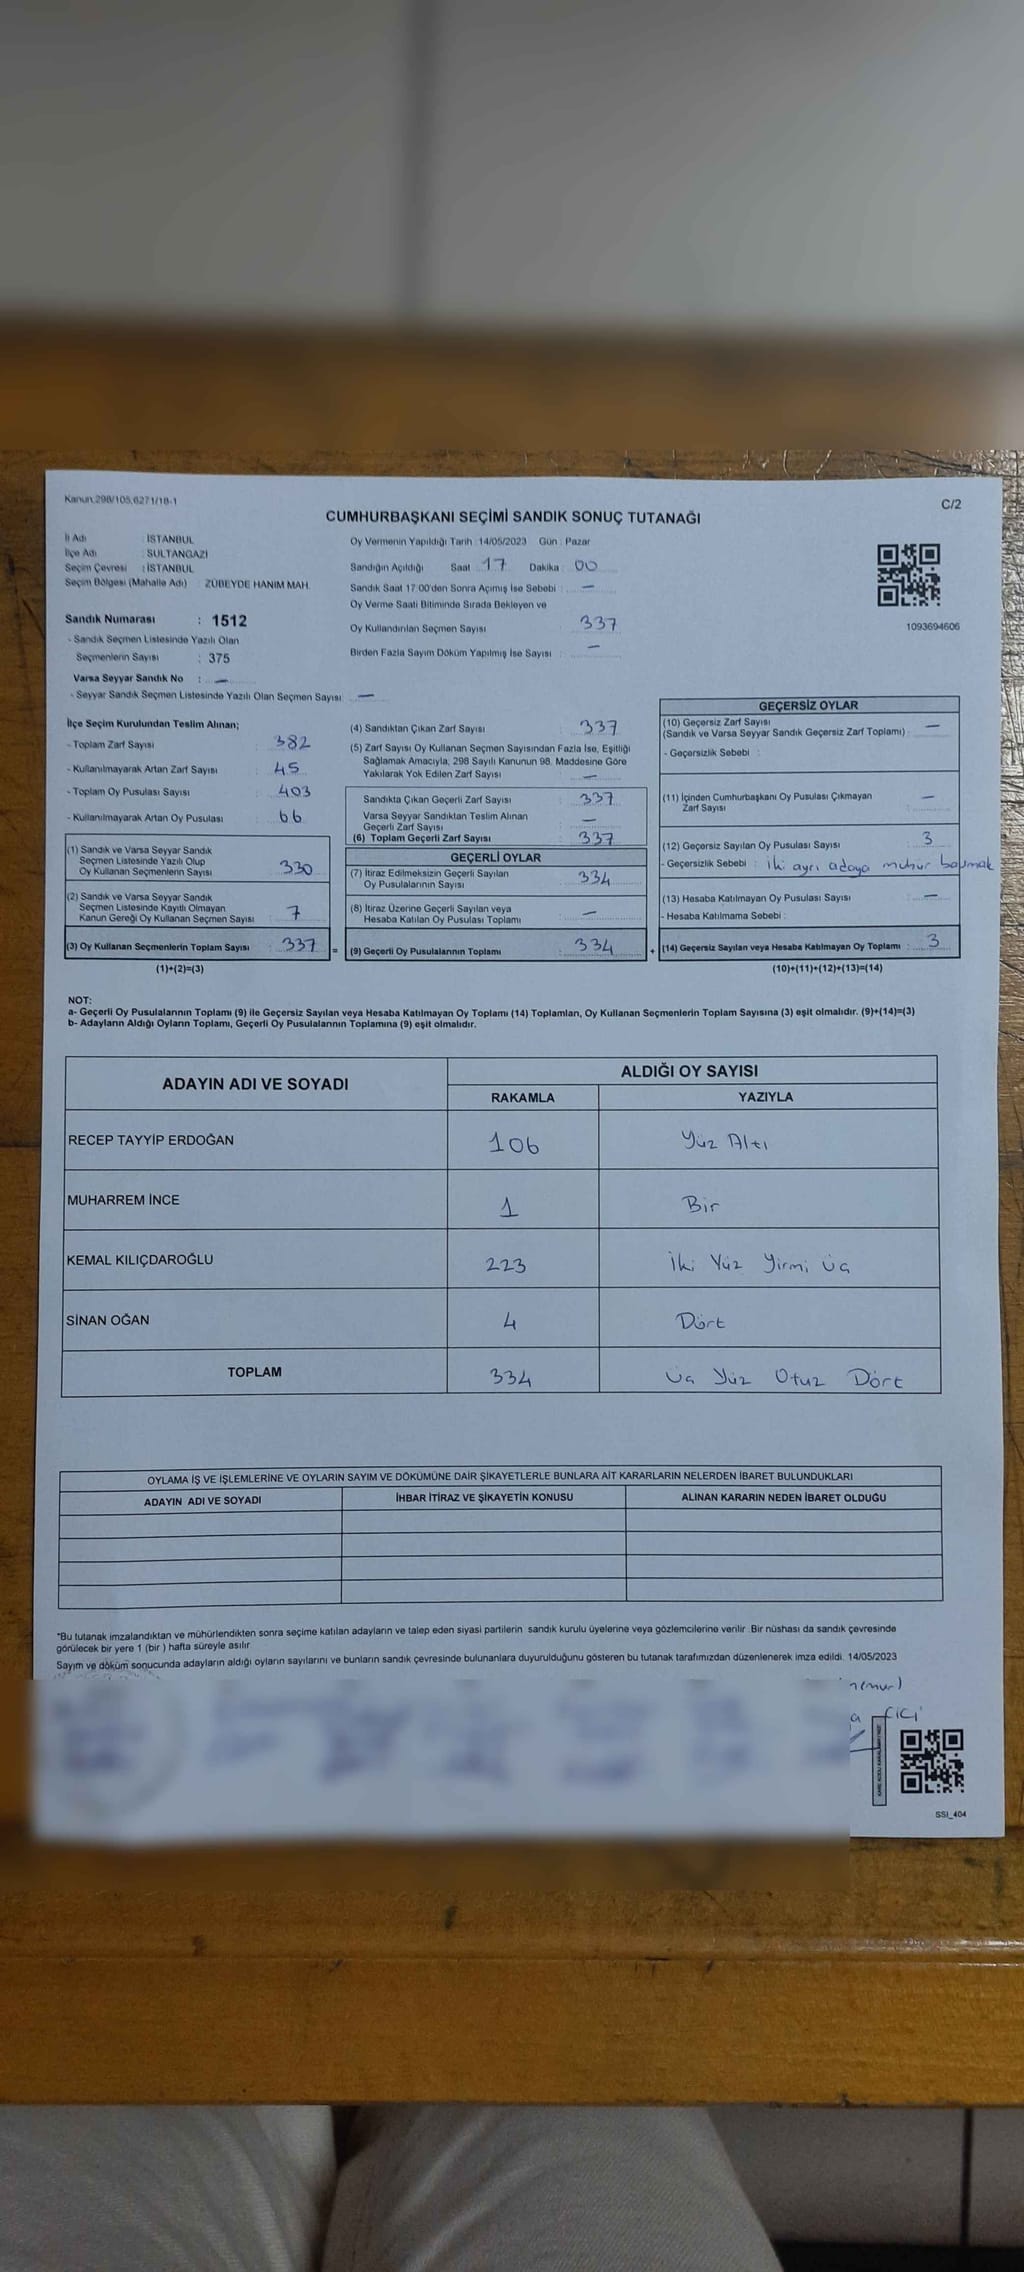 Kanun:298/105,6271/18-1
C/2
CUMHURBAŞKANI SEÇİMİ SANDIK SONUÇ TUTANAĞI
İl Adı : İSTANBUL
İlçe Adı : SULTANGAZİ
Seçim Çevresi : İSTANBUL
Seçim Bölgesi (Mahalle Adı) : ZÜBEYDE HANIM MAH.
Oy Vermenin Yapıldığı Tarih : 14/05/2023 Gün : Pazar
Sandığın Açıldığı Saat 17 Dakika : 00
Sandık Saat 17:00'den Sonra Açımış İse Sebebi : —
Oy Verme Saati Bitiminde Sırada Bekleyen ve
Oy Kullandırılan Seçmen Sayısı : 337
Birden Fazla Sayım Döküm Yapılmış İse Sayısı : —
1093694606
Sandık Numarası : 1512
- Sandık Seçmen Listesinde Yazılı Olan
Seçmenlerin Sayısı : 375
Varsa Seyyar Sandık No : —
- Seyyar Sandık Seçmen Listesinde Yazılı Olan Seçmen Sayısı: —
İlçe Seçim Kurulundan Teslim Alınan;
- Toplam Zarf Sayısı : 382
- Kullanılmayarak Artan Zarf Sayısı : 45
- Toplam Oy Pusulası Sayısı : 403
- Kullanılmayarak Artan Oy Pusulası : 66
(1) Sandık ve Varsa Seyyar Sandık
Seçmen Listesinde Yazılı Olup
Oy Kullanan Seçmenlerin Sayısı : 330
(2) Sandık ve Varsa Seyyar Sandık
Seçmen Listesinde Kayıtlı Olmayan
Kanun Gereği Oy Kullanan Seçmen Sayısı : 7
(3) Oy Kullanan Seçmenlerin Toplam Sayısı : 337 =
(1)+(2)=(3)
(4) Sandıktan Çıkan Zarf Sayısı : 337
(5) Zarf Sayısı Oy Kullanan Seçmen Sayısından Fazla İse, Eşitliği
Sağlamak Amacıyla, 298 Sayılı Kanunun 98. Maddesine Göre
Yakılarak Yok Edilen Zarf Sayısı : —
Sandıkta Çıkan Geçerli Zarf Sayısı : 337
Varsa Seyyar Sandıktan Teslim Alınan
Geçerli Zarf Sayısı : —
(6) Toplam Geçerli Zarf Sayısı : 337
GEÇERLİ OYLAR
(7) İtiraz Edilmeksizin Geçerli Sayılan
Oy Pusulalarının Sayısı : 334
(8) İtiraz Üzerine Geçerli Sayılan veya
Hesaba Katılan Oy Pusulası Toplamı : —
(9) Geçerli Oy Pusulalarının Toplamı : 334 +
GEÇERSİZ OYLAR
(10) Geçersiz Zarf Sayısı : —
(Sandık ve Varsa Seyyar Sandık Geçersiz Zarf Toplamı)
- Geçersizlik Sebebi :
(11) İçinden Cumhurbaşkanı Oy Pusulası Çıkmayan
Zarf Sayısı : —
(12) Geçersiz Sayılan Oy Pusulası Sayısı : 3
- Geçersizlik Sebebi : iki ayrı adaya mühür basmak
(13) Hesaba Katılmayan Oy Pusulası Sayısı : —
- Hesaba Katılmama Sebebi :
(14) Geçersiz Sayılan veya Hesaba Katılmayan Oy Toplamı : 3
(10)+(11)+(12)+(13)=(14)
NOT:
a- Geçerli Oy Pusulalarının Toplamı (9) ile Geçersiz Sayılan veya Hesaba Katılmayan Oy Toplamı (14) Toplamları, Oy Kullanan Seçmenlerin Toplam Sayısına (3) eşit olmalıdır. (9)+(14)=(3)
b- Adayların Aldığı Oyların Toplamı, Geçerli Oy Pusulalarının Toplamına (9) eşit olmalıdır.
ADAYIN ADI VE SOYADI
ALDIĞI OY SAYISI
RAKAMLA YAZIYLA
RECEP TAYYİP ERDOĞAN 106 Yüz Altı
MUHARREM İNCE 1 Bir
KEMAL KILIÇDAROĞLU 223 İki Yüz Yirmi Üç
SİNAN OĞAN 4 Dört
TOPLAM 334 Üç Yüz Otuz Dört
OYLAMA İŞ VE İŞLEMLERİNE VE OYLARIN SAYIM VE DÖKÜMÜNE DAİR ŞİKAYETLERLE BUNLARA AİT KARARLARIN NELERDEN İBARET BULUNDUKLARI
ADAYIN ADI VE SOYADI İHBAR İTİRAZ VE ŞİKAYETİN KONUSU ALINAN KARARIN NEDEN İBARET OLDUĞU
*Bu tutanak imzalandıktan ve mühürlendikten sonra seçime katılan adayların ve talep eden siyasi partilerin sandık kurulu üyelerine veya gözlemcilerine verilir. Bir nüshası da sandık çevresinde
görülecek bir yere 1 (bir ) hafta süreyle asılır.
Sayım ve döküm sonucunda adayların aldığı oyların sayılarını ve bunların sandık çevresinde bulunanlara duyurulduğunu gösteren bu tutanak tarafımızdan düzenlenerek imza edildi. 14/05/2023
SSI_404